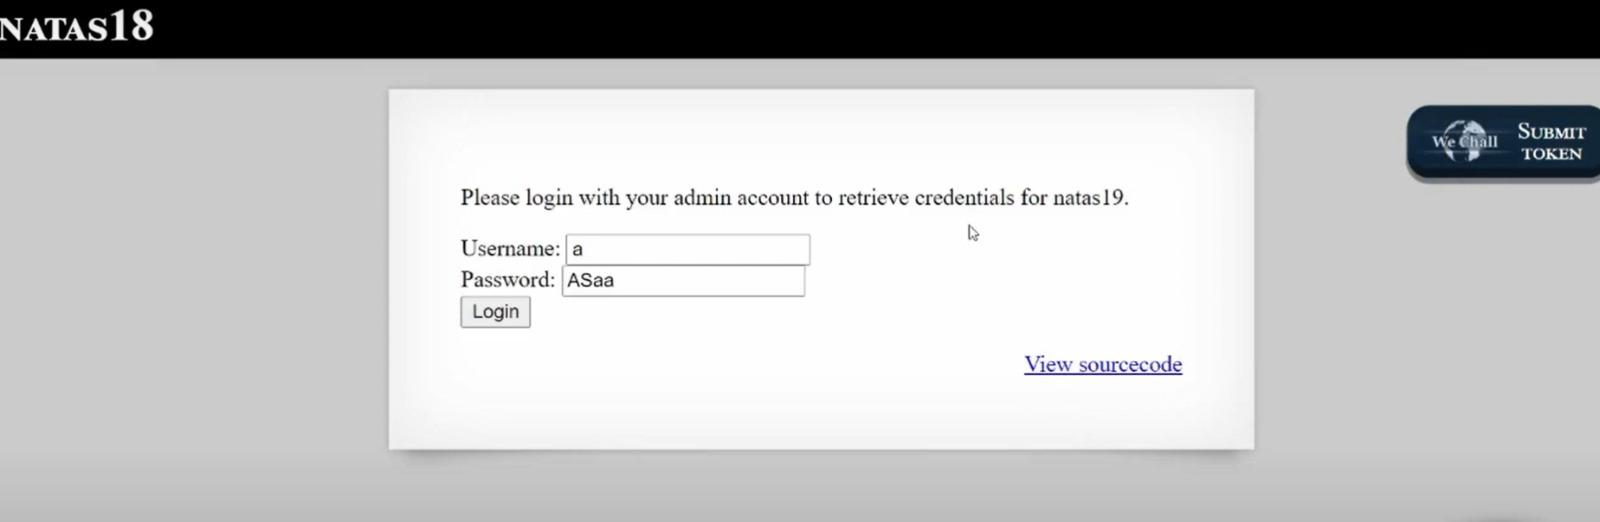 NATAS18
We Chall SUBMIT TOKEN
Please login with your admin account to retrieve credentials for natas19.
Username: a
Password: ASaa
Login
View sourcecode